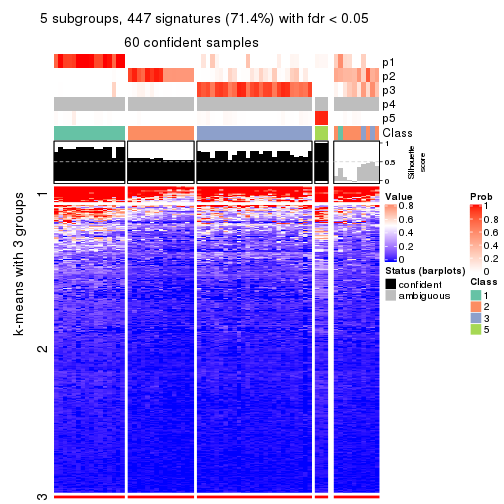 5 subgroups, 447 signatures (71.4%) with fdr < 0.05
60 confident samples
p1
p2
p3
p4
p5
Class
1
0.5
0
Silhouette
score
k-means with 3 groups
1
2
3
Value
0.8
0.6
0.4
0.2
0
Status (barplots)
confident
ambiguous
Prob
1
0.8
0.6
0.4
0.2
0
Class
1
2
3
5